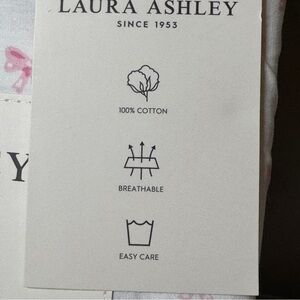 LAURA ASHLEY
SINCE 1953
100% COTTON
BREATHABLE
EASY CARE
Y